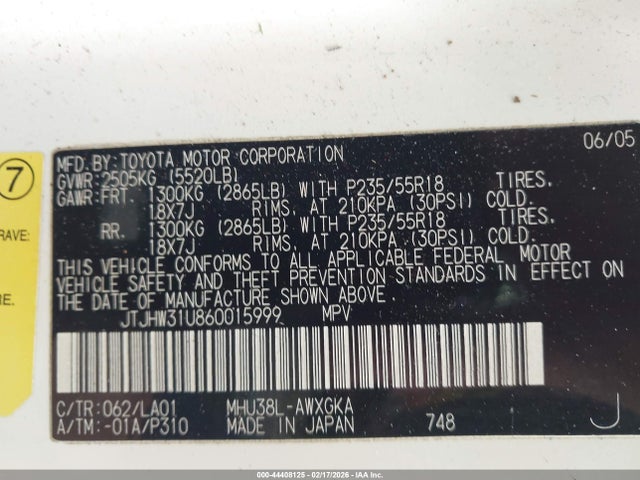 06/05
MFD.BY:TOYOTA MOTOR CORPORATION
GVWR:2505KG (5520LB)
GAWR:FRT. 1300KG (2865LB) WITH P235/55R18 TIRES.
18X7J RIMS. AT 210KPA (30PSI) COLD.
RR. 1300KG (2865LB) WITH P235/55R18 TIRES.
18X7J RIMS. AT 210KPA (30PSI) COLD.
THIS VEHICLE CONFORMS TO ALL APPLICABLE FEDERAL MOTOR
VEHICLE SAFETY AND THEFT PREVENTION STANDARDS IN EFFECT ON
THE DATE OF MANUFACTURE SHOWN ABOVE.
JTJHW31U860015999 MPV
C/TR:062/LA01 MHU38L-AWXGKA
A/TM:-01A/P310 MADE IN JAPAN 748 J
7
RAVE:
RE.
000-44408125 - 02/17/2026 - IAA Inc.